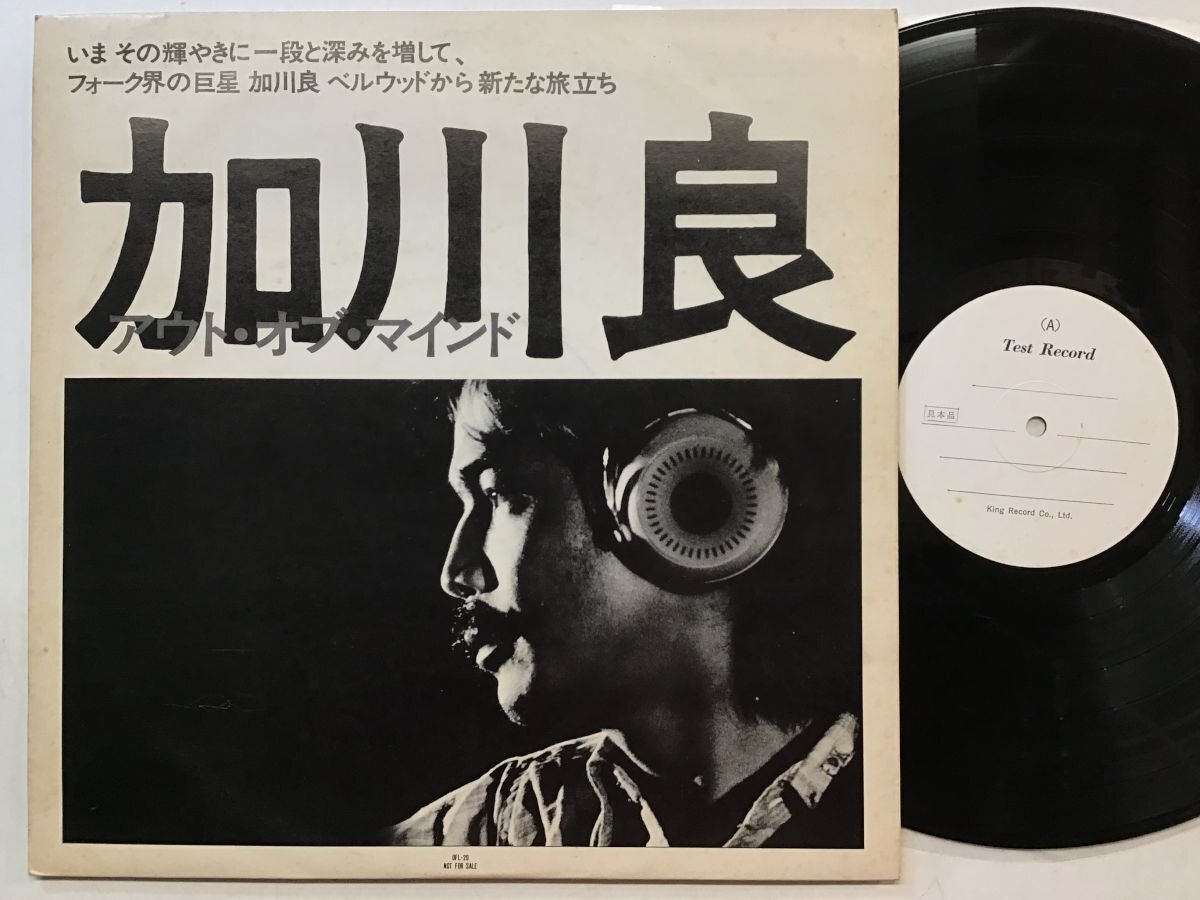 いま その輝やきに一段と深みを増して、
フォーク界の巨星 加川良 ベルウッドから新たな旅立ち
加川良
アウト・オブ・マインド
OFL-20
NOT FOR SALE
(A)
Test Record
見本品
King Record Co., Ltd.